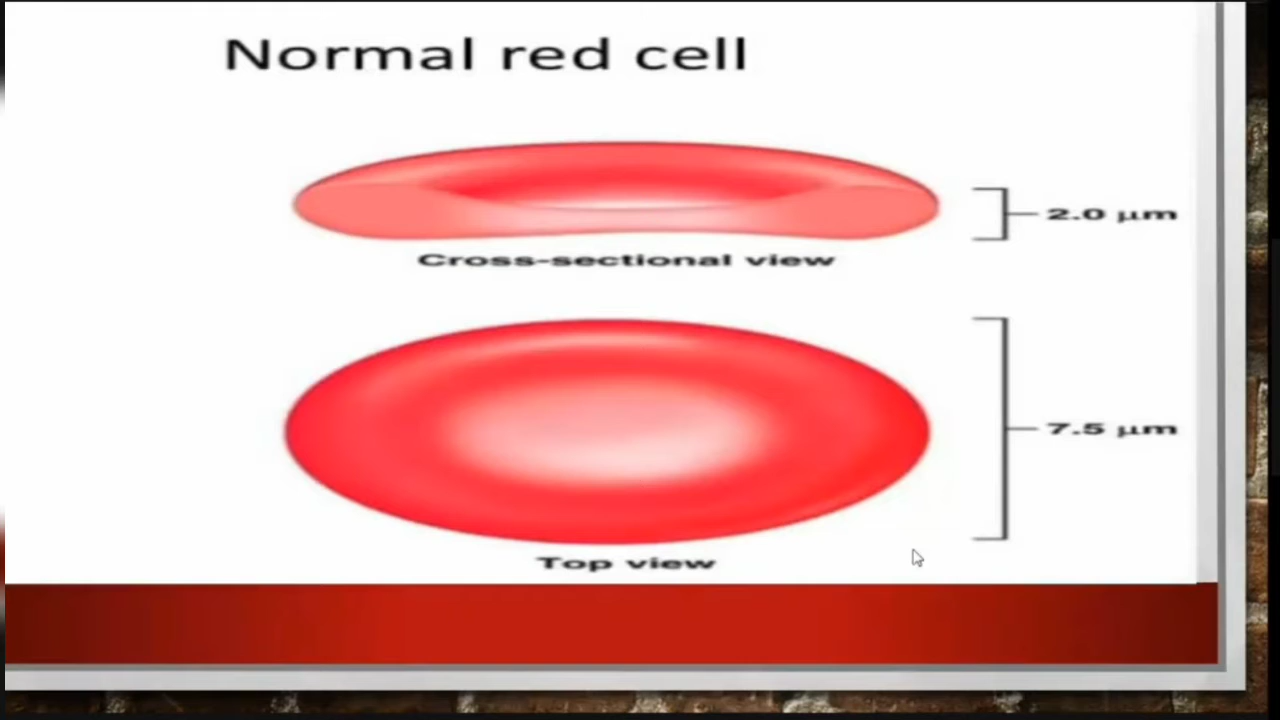 Normal red cell
2.0 μm
Cross-sectional view
7.5 μm
Top view